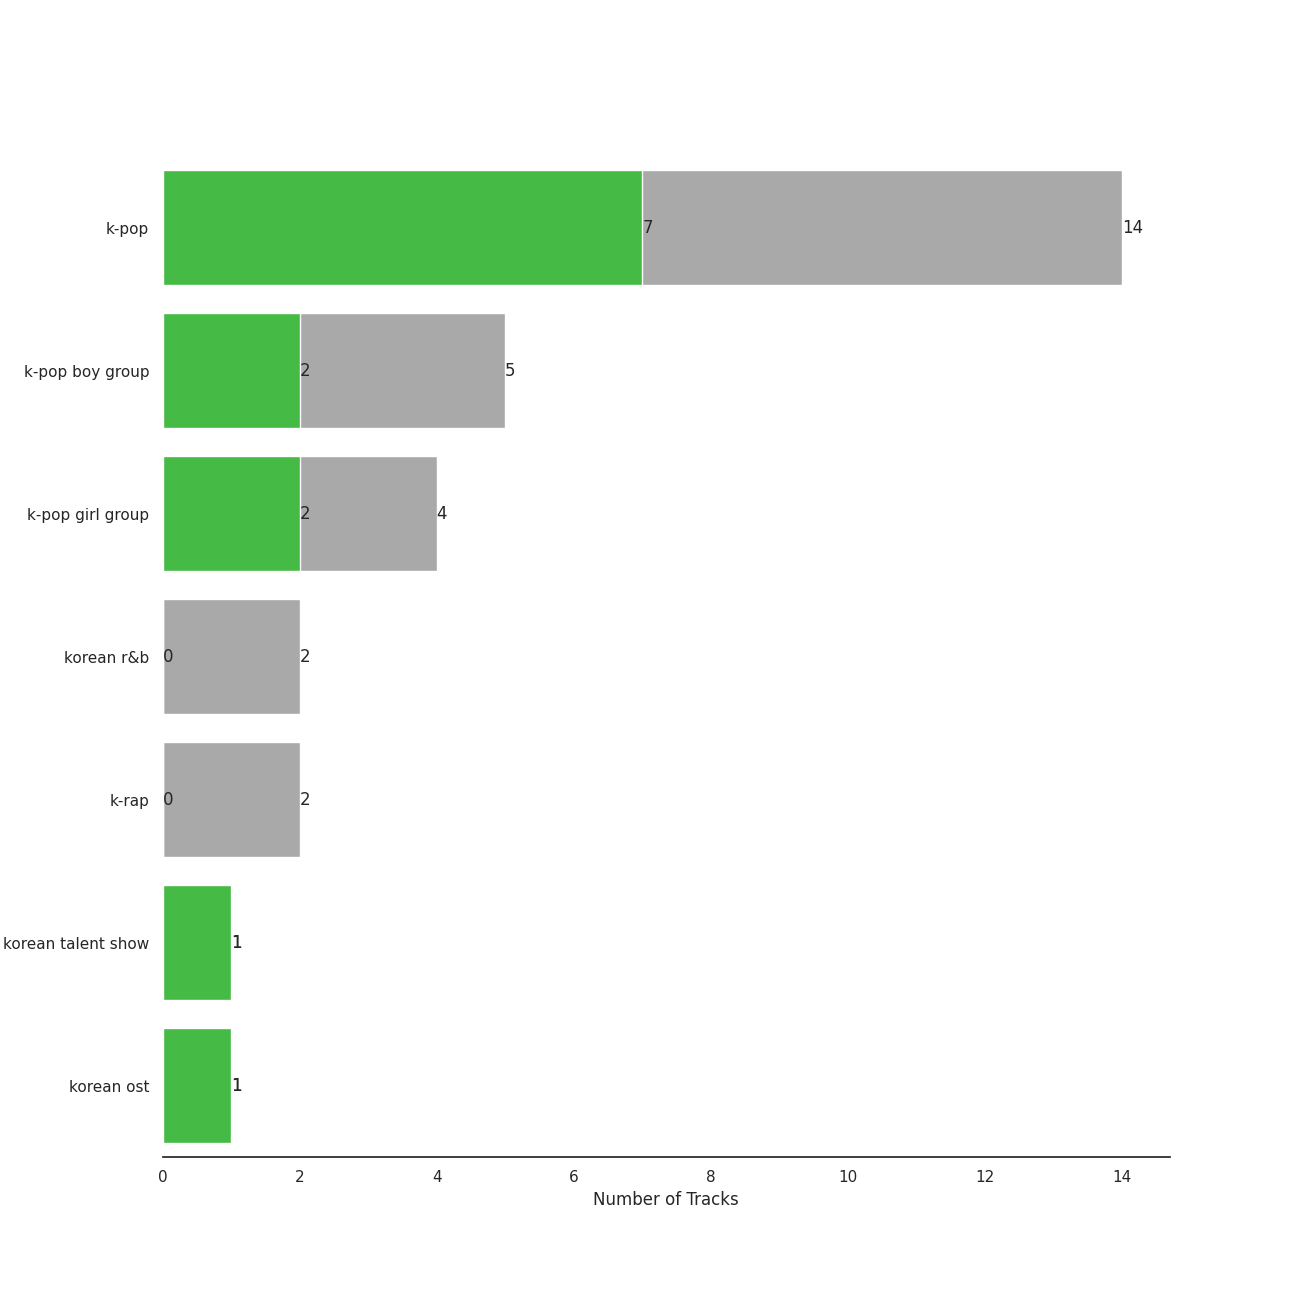 k-pop 7 14
k-pop boy group 2 5
k-pop girl group 2 4
korean r&b 0 2
k-rap 0 2
korean talent show 1
korean ost 1
0 2 4 6 8 10 12 14
Number of Tracks